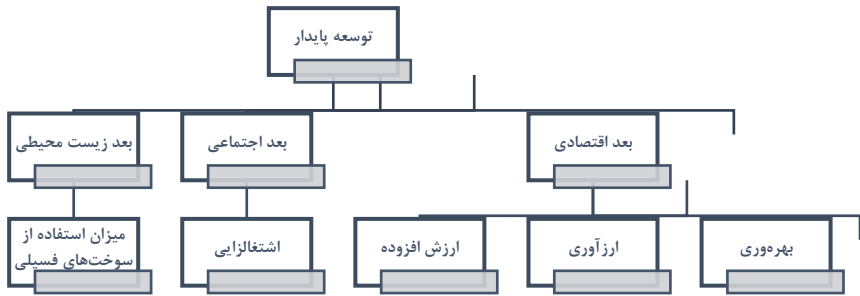 توسعه پایدار
بعد اقتصادی
بعد اجتماعی
بعد زیست محیطی
بهره‌وری
ارزآوری
ارزش افزوده
اشتغالزایی
میزان استفاده از
سوخت‌های فسیلی